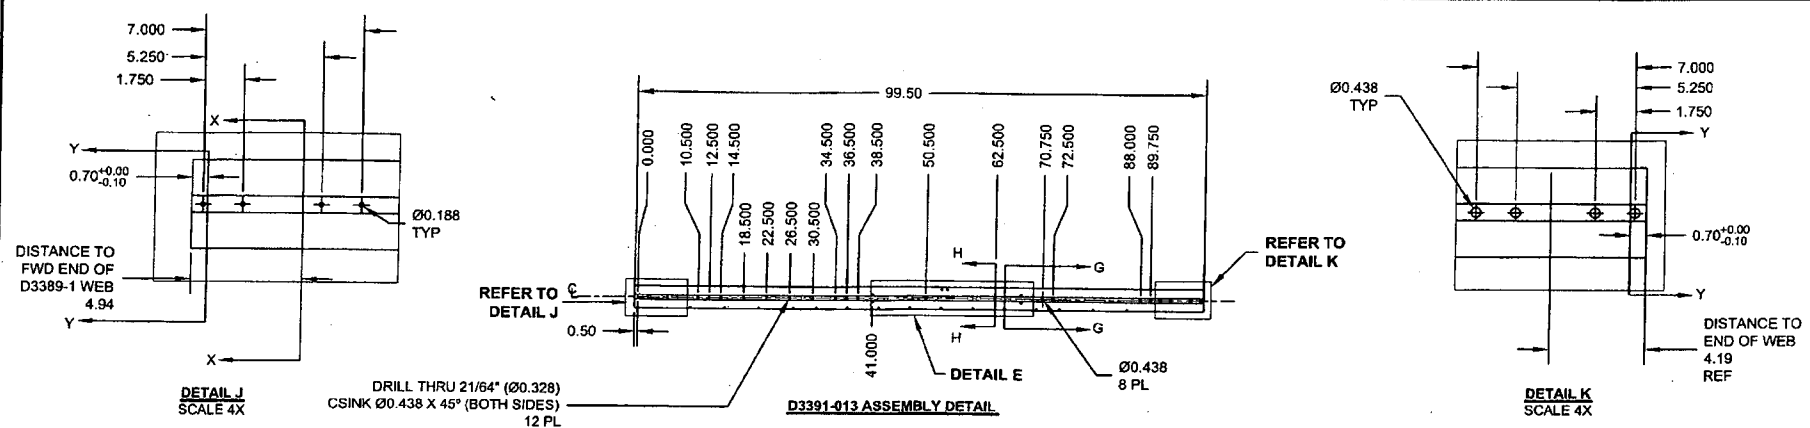 7.000
5.250
1.750
X
Y
0.70+0.00
-0.10
Ø0.188
TYP
DISTANCE TO
FWD END OF
D3389-1 WEB
4.94
Y
X
DETAIL J
SCALE 4X
99.50
0.000
10.500
12.500
14.500
18.500
22.500
26.500
30.500
34.500
36.500
38.500
50.500
62.500
70.750
72.500
88.000
89.750
H
G
REFER TO
DETAIL K
REFER TO ℄
DETAIL J
0.50
41.000
H
G
DETAIL E
Ø0.438
8 PL
DRILL THRU 21/64" (Ø0.328)
CSINK Ø0.438 X 45° (BOTH SIDES)
12 PL
D3391-013 ASSEMBLY DETAIL
7.000
5.250
1.750
Ø0.438
TYP
Y
0.70+0.00
-0.10
Y
DISTANCE TO
END OF WEB
4.19
REF
DETAIL K
SCALE 4X